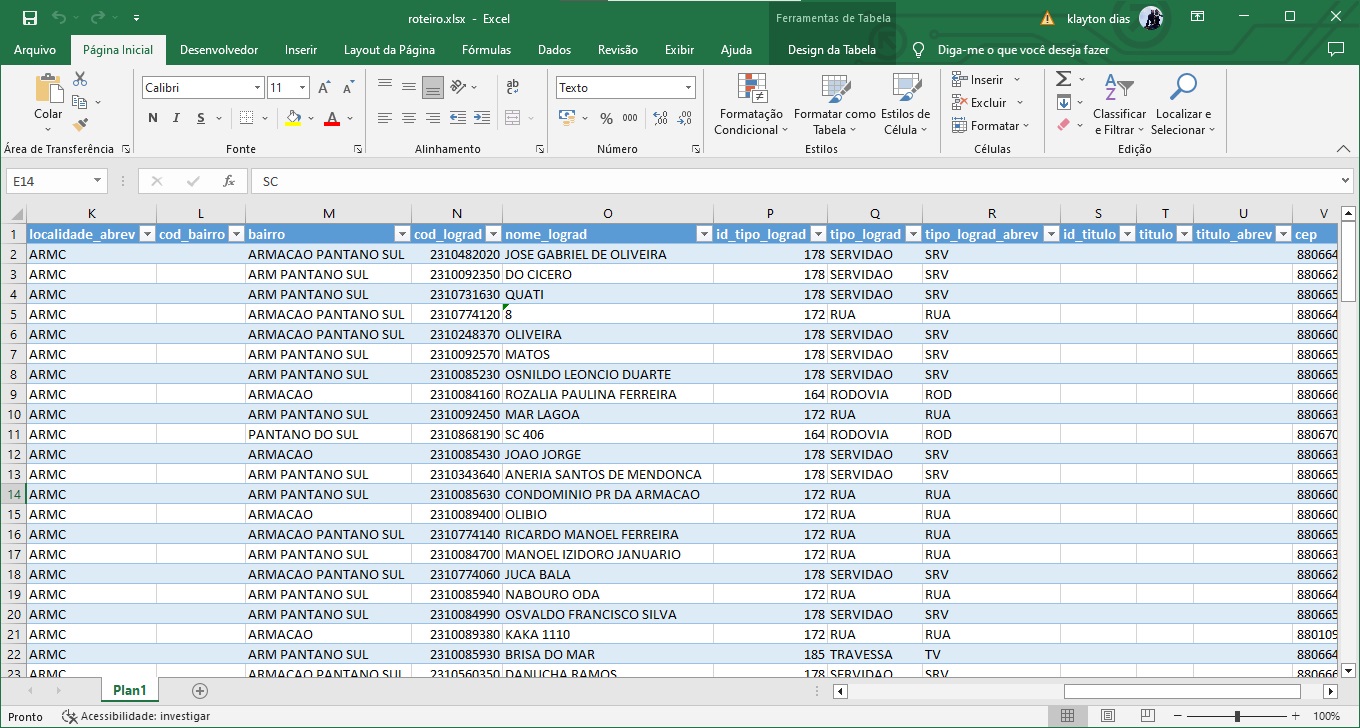 roteiro.xlsx - Excel
Ferramentas de Tabela
klayton dias
Arquivo Página Inicial Desenvolvedor Inserir Layout da Página Fórmulas Dados Revisão Exibir Ajuda Design da Tabela Diga-me o que você deseja fazer
Colar
Área de Transferência
Calibri 11
N I S
A A
Fonte
ab
Alinhamento
Texto
% 000
Número
Formatação Condicional
Formatar como Tabela
Estilos de Célula
Estilos
Inserir
Excluir
Formatar
Células
Classificar e Filtrar
Localizar e Selecionar
Edição
E14 fx SC
K L M N O P Q R S T U V
1 localidade_abrev cod_bairro bairro cod_lograd nome_lograd id_tipo_lograd tipo_lograd tipo_lograd_abrev id_titulo titulo titulo_abrev cep
2 ARMC ARMACAO PANTANO SUL 2310482020 JOSE GABRIEL DE OLIVEIRA 178 SERVIDAO SRV 880664
3 ARMC ARM PANTANO SUL 2310092350 DO CICERO 178 SERVIDAO SRV 880662
4 ARMC ARM PANTANO SUL 2310731630 QUATI 178 SERVIDAO SRV 880665
5 ARMC ARMACAO PANTANO SUL 2310774120 8 172 RUA RUA 880664
6 ARMC ARMACAO PANTANO SUL 2310248370 OLIVEIRA 178 SERVIDAO SRV 880660
7 ARMC ARM PANTANO SUL 2310092570 MATOS 178 SERVIDAO SRV 880665
8 ARMC ARM PANTANO SUL 2310085230 OSNILDO LEONCIO DUARTE 178 SERVIDAO SRV 880665
9 ARMC ARMACAO 2310084160 ROZALIA PAULINA FERREIRA 164 RODOVIA ROD 880666
10 ARMC ARM PANTANO SUL 2310092450 MAR LAGOA 172 RUA RUA 880663
11 ARMC PANTANO DO SUL 2310868190 SC 406 164 RODOVIA ROD 880670
12 ARMC ARMACAO 2310085430 JOAO JORGE 178 SERVIDAO SRV 880663
13 ARMC ARM PANTANO SUL 2310343640 ANERIA SANTOS DE MENDONCA 178 SERVIDAO SRV 880665
14 ARMC ARM PANTANO SUL 2310085630 CONDOMINIO PR DA ARMACAO 172 RUA RUA 880660
15 ARMC ARMACAO 2310089400 OLIBIO 172 RUA RUA 880660
16 ARMC ARMACAO PANTANO SUL 2310774140 RICARDO MANOEL FERREIRA 172 RUA RUA 880665
17 ARMC ARM PANTANO SUL 2310084700 MANOEL IZIDORO JANUARIO 172 RUA RUA 880663
18 ARMC ARMACAO PANTANO SUL 2310774060 JUCA BALA 178 SERVIDAO SRV 880662
19 ARMC ARM PANTANO SUL 2310085940 NABOURO ODA 172 RUA RUA 880664
20 ARMC ARM PANTANO SUL 2310084990 OSVALDO FRANCISCO SILVA 178 SERVIDAO SRV 880665
21 ARMC ARMACAO 2310089380 KAKA 1110 172 RUA RUA 880109
22 ARMC ARM PANTANO SUL 2310085930 BRISA DO MAR 185 TRAVESSA TV 880664
23 ARMC ARMACAO PANTANO SUL 2310560350 DANUCHA RAMOS 178 SERVIDAO SRV 880666
Plan1
Pronto Acessibilidade: investigar 100%